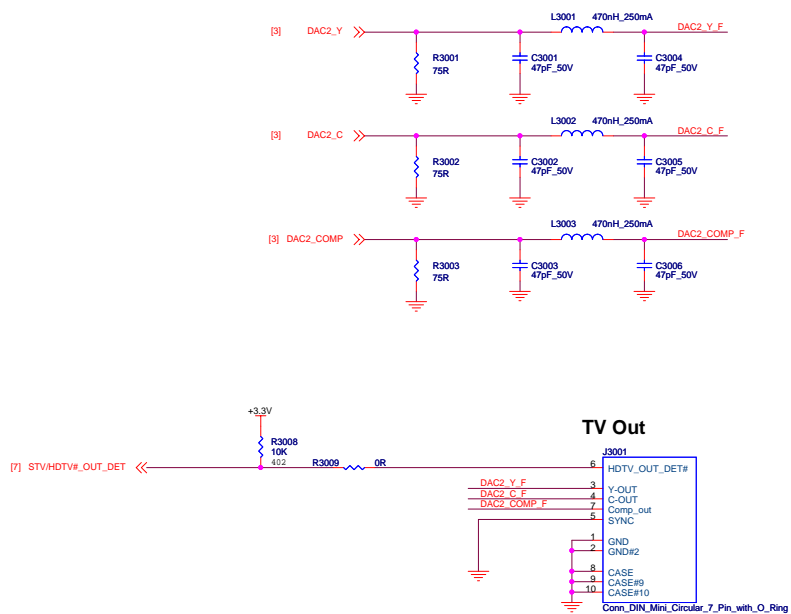 L3001 470nH_250mA
[3] DAC2_Y DAC2_Y_F
R3001 C3001 C3004
75R 47pF_50V 47pF_50V
L3002 470nH_250mA
[3] DAC2_C DAC2_C_F
R3002 C3002 C3005
75R 47pF_50V 47pF_50V
L3003 470nH_250mA
[3] DAC2_COMP DAC2_COMP_F
R3003 C3003 C3006
75R 47pF_50V 47pF_50V
+3.3V
TV Out
R3008
10K
402
J3001
[7] STV/HDTV#_OUT_DET R3009 0R 6 HDTV_OUT_DET#
DAC2_Y_F 3 Y-OUT
DAC2_C_F 4 C-OUT
DAC2_COMP_F 7 Comp_out
5 SYNC
1 GND
2 GND#2
8 CASE
9 CASE#9
10 CASE#10
Conn_DIN_Mini_Circular_7_Pin_with_O_Ring